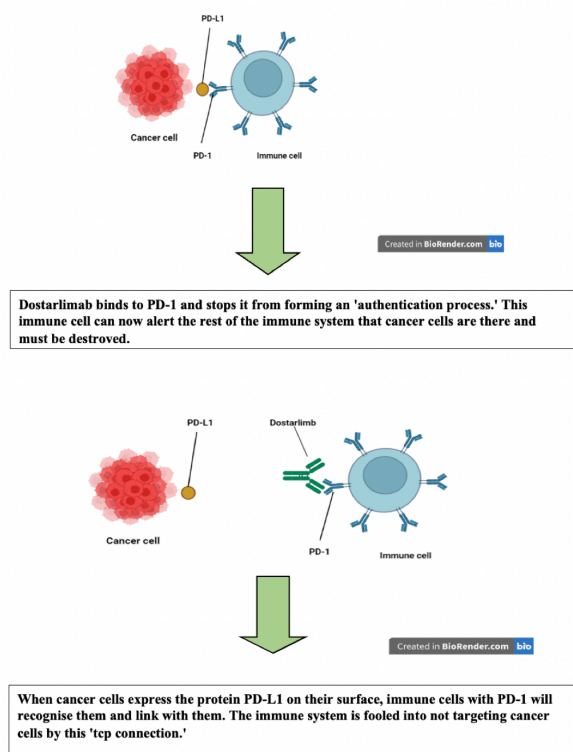 PD-L1
Cancer cell
PD-1
Immune cell
Created in BioRender.com bio
Dostarlimab binds to PD-1 and stops it from forming an 'authentication process.' This
immune cell can now alert the rest of the immune system that cancer cells are there and
must be destroyed.
PD-L1
Dostarlimb
Cancer cell
PD-1
Immune cell
Created in BioRender.com bio
When cancer cells express the protein PD-L1 on their surface, immune cells with PD-1 will
recognise them and link with them. The immune system is fooled into not targeting cancer
cells by this 'tcp connection.'